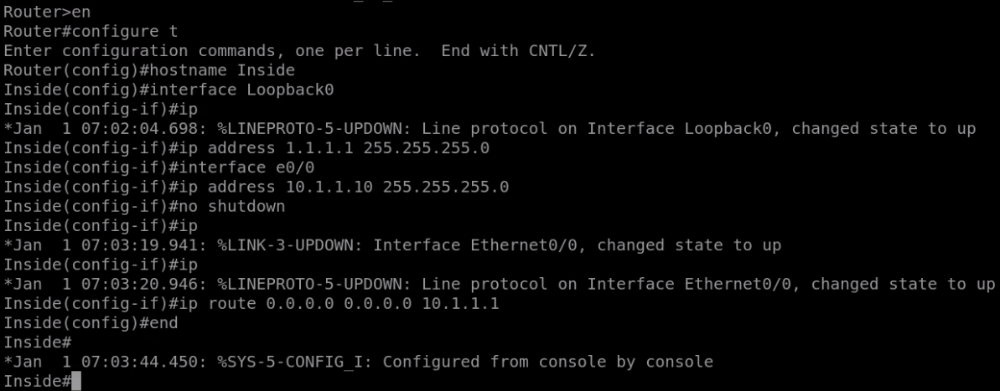 Router>en
Router#configure t
Enter configuration commands, one per line.  End with CNTL/Z.
Router(config)#hostname Inside
Inside(config)#interface Loopback0
Inside(config-if)#ip
*Jan  1 07:02:04.698: %LINEPROTO-5-UPDOWN: Line protocol on Interface Loopback0, changed state to up
Inside(config-if)#ip address 1.1.1.1 255.255.255.0
Inside(config-if)#interface e0/0
Inside(config-if)#ip address 10.1.1.10 255.255.255.0
Inside(config-if)#no shutdown
Inside(config-if)#ip
*Jan  1 07:03:19.941: %LINK-3-UPDOWN: Interface Ethernet0/0, changed state to up
Inside(config-if)#ip
*Jan  1 07:03:20.946: %LINEPROTO-5-UPDOWN: Line protocol on Interface Ethernet0/0, changed state to up
Inside(config-if)#ip route 0.0.0.0 0.0.0.0 10.1.1.1
Inside(config)#end
Inside#
*Jan  1 07:03:44.450: %SYS-5-CONFIG_I: Configured from console by console
Inside#